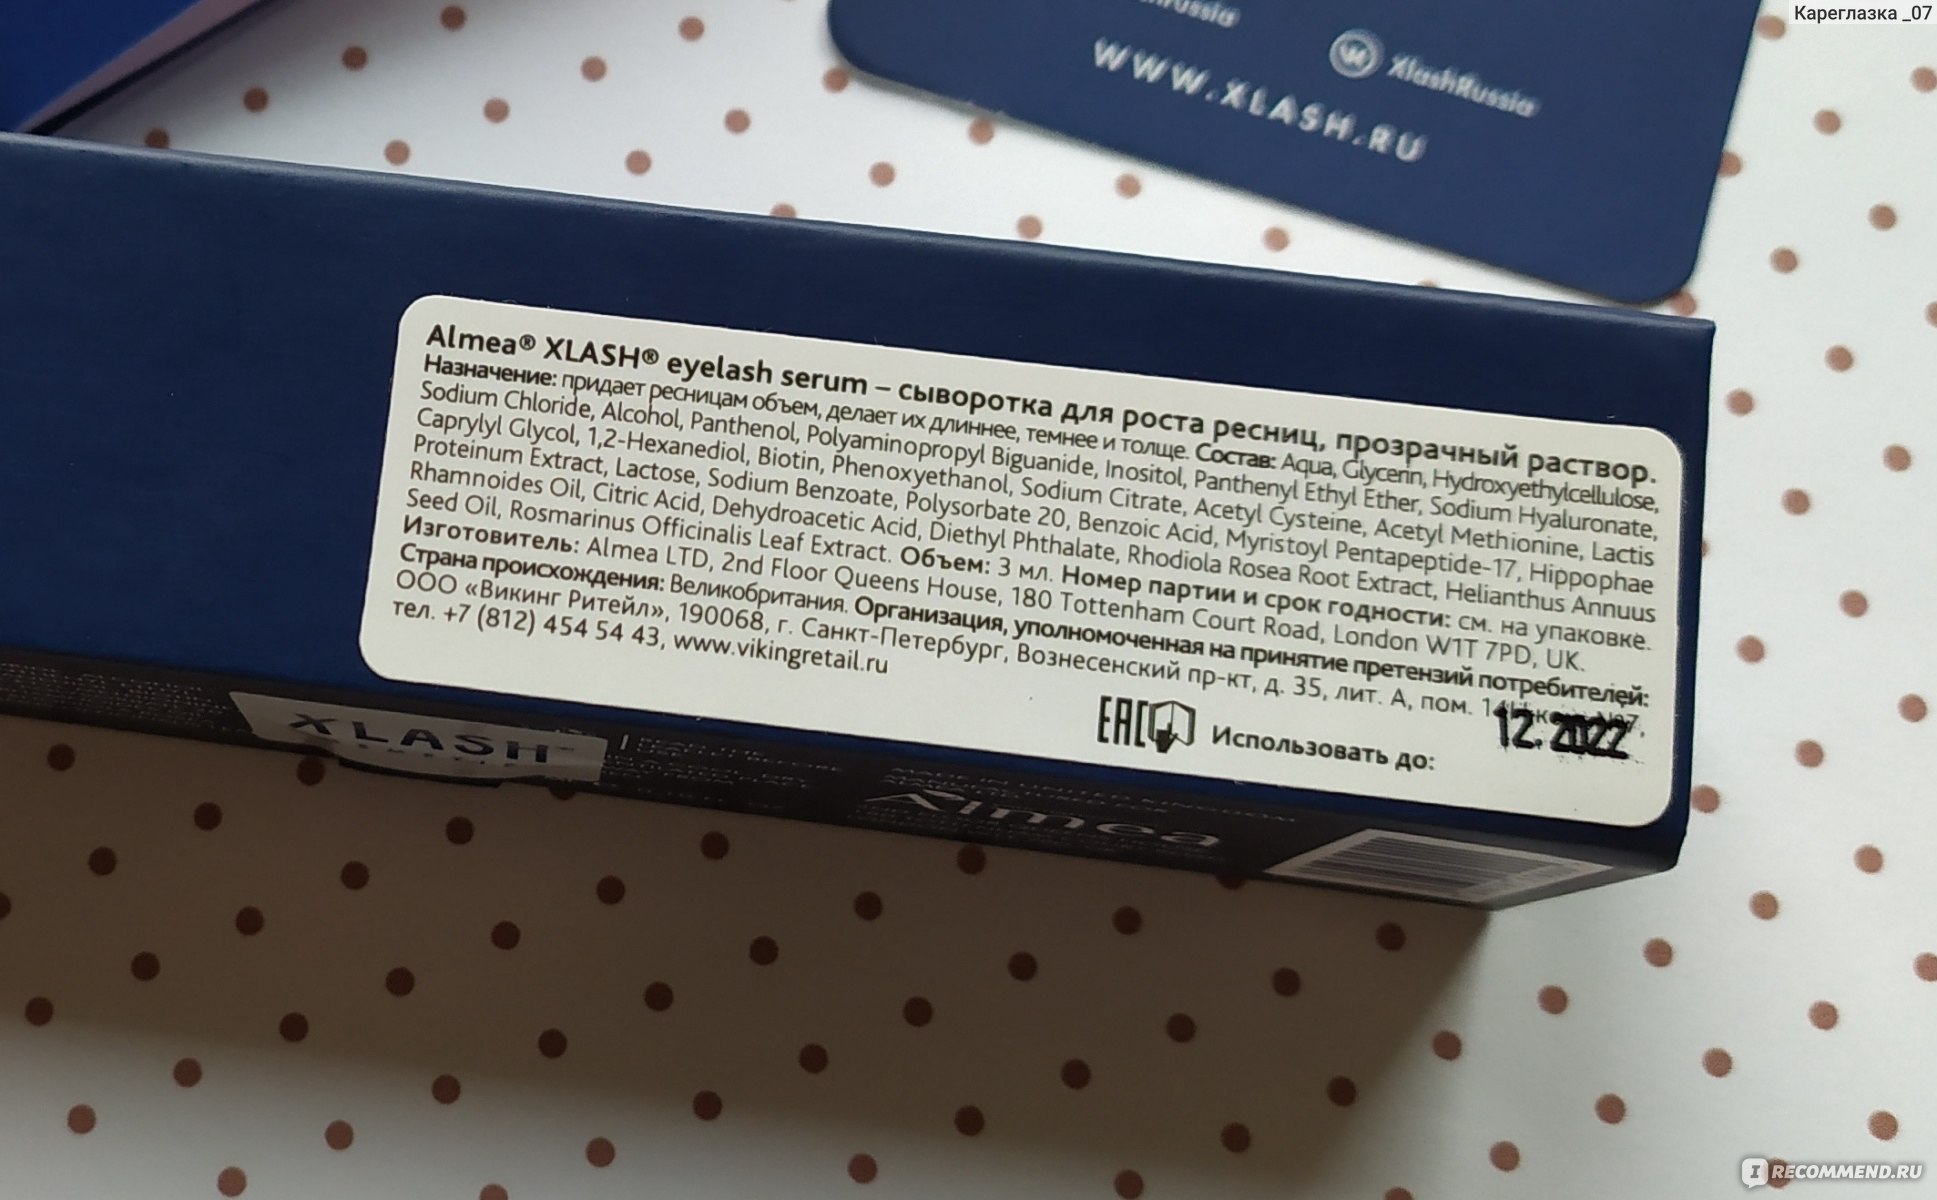 Кареглазка _07
XlashRussia
WWW.XLASH.RU
Almea® XLASH® eyelash serum – сыворотка для роста ресниц, прозрачный раствор.
Назначение: придает ресницам объем, делает их длиннее, темнее и толще. Состав: Aqua, Glycerin, Hydroxyethylcellulose,
Sodium Chloride, Alcohol, Panthenol, Polyaminopropyl Biguanide, Inositol, Panthenyl Ethyl Ether, Sodium Hyaluronate,
Caprylyl Glycol, 1,2-Hexanediol, Biotin, Phenoxyethanol, Sodium Citrate, Acetyl Cysteine, Acetyl Methionine, Lactis
Proteinum Extract, Lactose, Sodium Benzoate, Polysorbate 20, Benzoic Acid, Myristoyl Pentapeptide-17, Hippophae
Rhamnoides Oil, Citric Acid, Dehydroacetic Acid, Diethyl Phthalate, Rhodiola Rosea Root Extract, Helianthus Annuus
Seed Oil, Rosmarinus Officinalis Leaf Extract. Объем: 3 мл. Номер партии и срок годности: см. на упаковке.
Изготовитель: Almea LTD, 2nd Floor Queens House, 180 Tottenham Court Road, London W1T 7PD, UK.
Страна происхождения: Великобритания. Организация, уполномоченная на принятие претензий потребителей:
ООО «Викинг Ритейл», 190068, г. Санкт-Петербург, Вознесенский пр-кт, д. 35, лит. А, пом.
тел. +7 (812) 454 54 43, www.vikingretail.ru
EAC Использовать до: 12.2022
XLASH
Almea
IRECOMMEND.RU